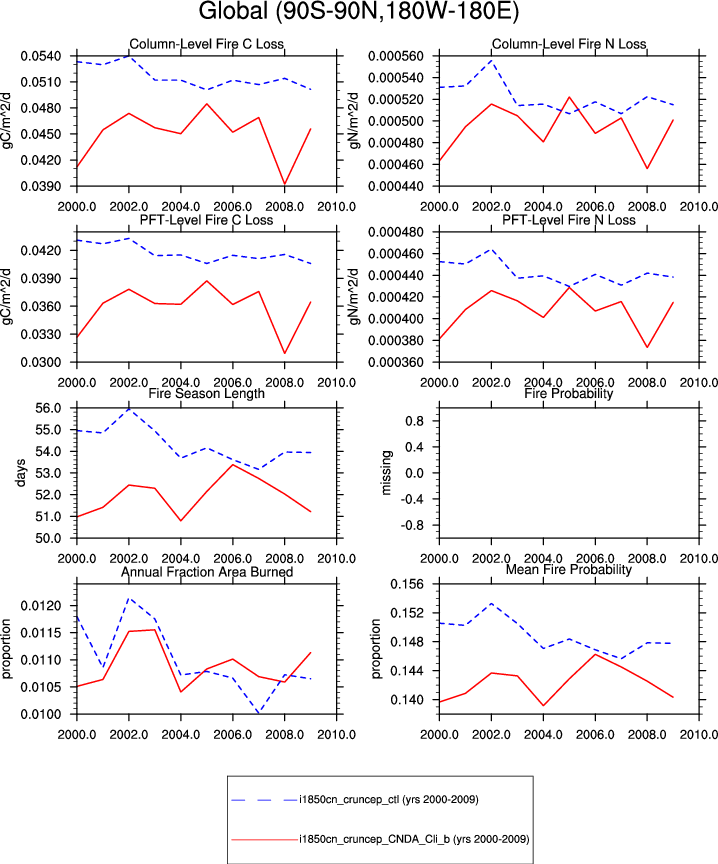 Global (90S-90N,180W-180E)
Column-Level Fire C Loss
gC/m^2/d
0.0540
0.0510
0.0480
0.0450
0.0420
0.0390
2000.0 2002.0 2004.0 2006.0 2008.0 2010.0
Column-Level Fire N Loss
gN/m^2/d
0.000560
0.000540
0.000520
0.000500
0.000480
0.000460
0.000440
2000.0 2002.0 2004.0 2006.0 2008.0 2010.0
PFT-Level Fire C Loss
gC/m^2/d
0.0420
0.0390
0.0360
0.0330
0.0300
2000.0 2002.0 2004.0 2006.0 2008.0 2010.0
PFT-Level Fire N Loss
gN/m^2/d
0.000480
0.000460
0.000440
0.000420
0.000400
0.000380
0.000360
2000.0 2002.0 2004.0 2006.0 2008.0 2010.0
Fire Season Length
days
56.0
55.0
54.0
53.0
52.0
51.0
50.0
2000.0 2002.0 2004.0 2006.0 2008.0 2010.0
Fire Probability
missing
0.8
0.4
0.0
-0.4
-0.8
2000.0 2002.0 2004.0 2006.0 2008.0 2010.0
Annual Fraction Area Burned
proportion
0.0120
0.0115
0.0110
0.0105
0.0100
2000.0 2002.0 2004.0 2006.0 2008.0 2010.0
Mean Fire Probability
proportion
0.156
0.152
0.148
0.144
0.140
2000.0 2002.0 2004.0 2006.0 2008.0 2010.0
i1850cn_cruncep_ctl (yrs 2000-2009)
i1850cn_cruncep_CNDA_Cli_b (yrs 2000-2009)